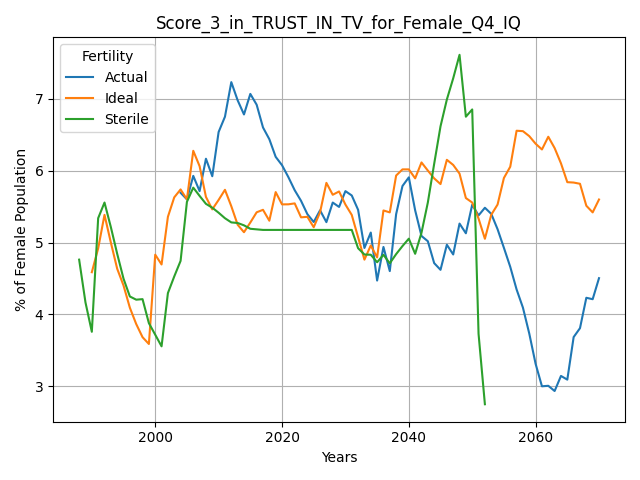 Score_3_in_TRUST_IN_TV_for_Female_Q4_IQ
Fertility
Actual
Ideal
Sterile
% of Female Population
7
6
5
4
3
2000
2020
2040
2060
Years